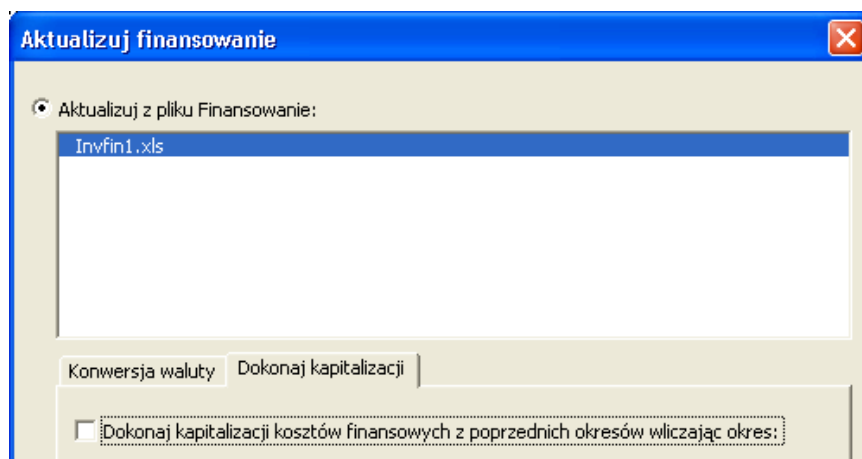 Aktualizuj finansowanie
Aktualizuj z pliku Finansowanie:
Invfin1.xls
Konwersja waluty Dokonaj kapitalizacji
Dokonaj kapitalizacji kosztów finansowych z poprzednich okresów wliczając okres: